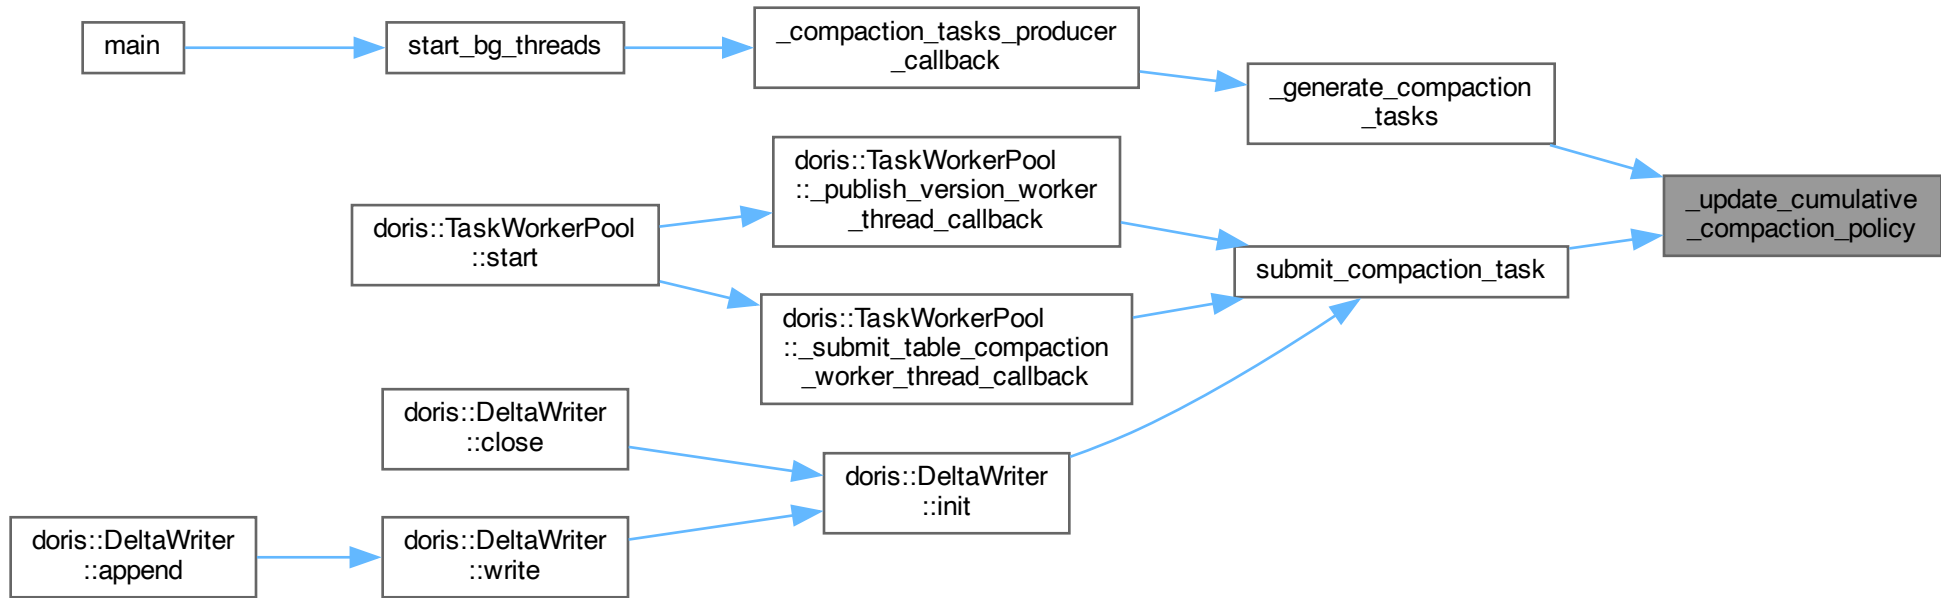 main
start_bg_threads
_compaction_tasks_producer
_callback
_generate_compaction
_tasks
_update_cumulative
_compaction_policy
doris::TaskWorkerPool
::start
doris::TaskWorkerPool
::_publish_version_worker
_thread_callback
submit_compaction_task
doris::TaskWorkerPool
::_submit_table_compaction
_worker_thread_callback
doris::DeltaWriter
::close
doris::DeltaWriter
::init
doris::DeltaWriter
::append
doris::DeltaWriter
::write